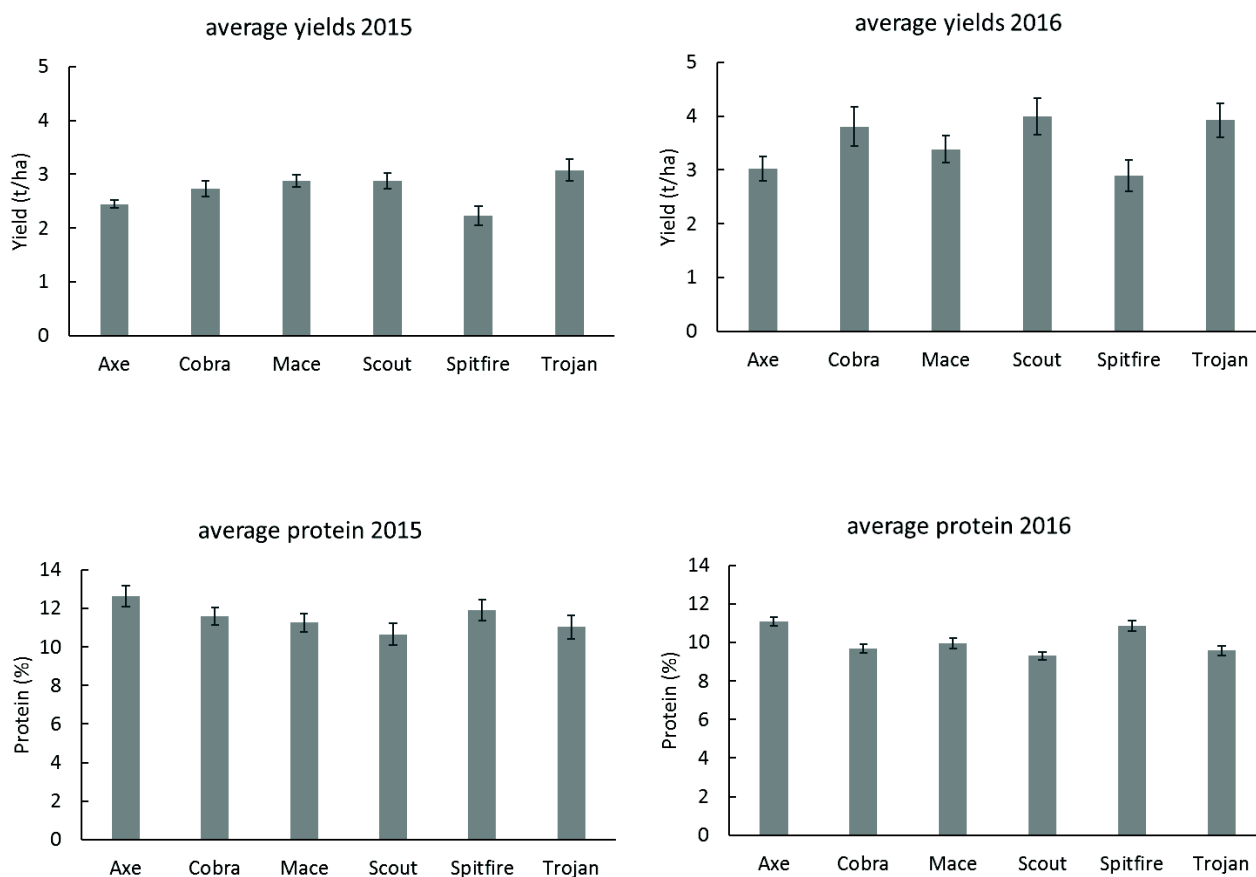 average yields 2015
5
4
3
2
1
0
Yield (t/ha)
Axe Cobra Mace Scout Spitfire Trojan
average yields 2016
5
4
3
2
1
0
Yield (t/ha)
Axe Cobra Mace Scout Spitfire Trojan
average protein 2015
14
12
10
8
6
4
2
0
Protein (%)
Axe Cobra Mace Scout Spitfire Trojan
average protein 2016
14
12
10
8
6
4
2
0
Protein (%)
Axe Cobra Mace Scout Spitfire Trojan